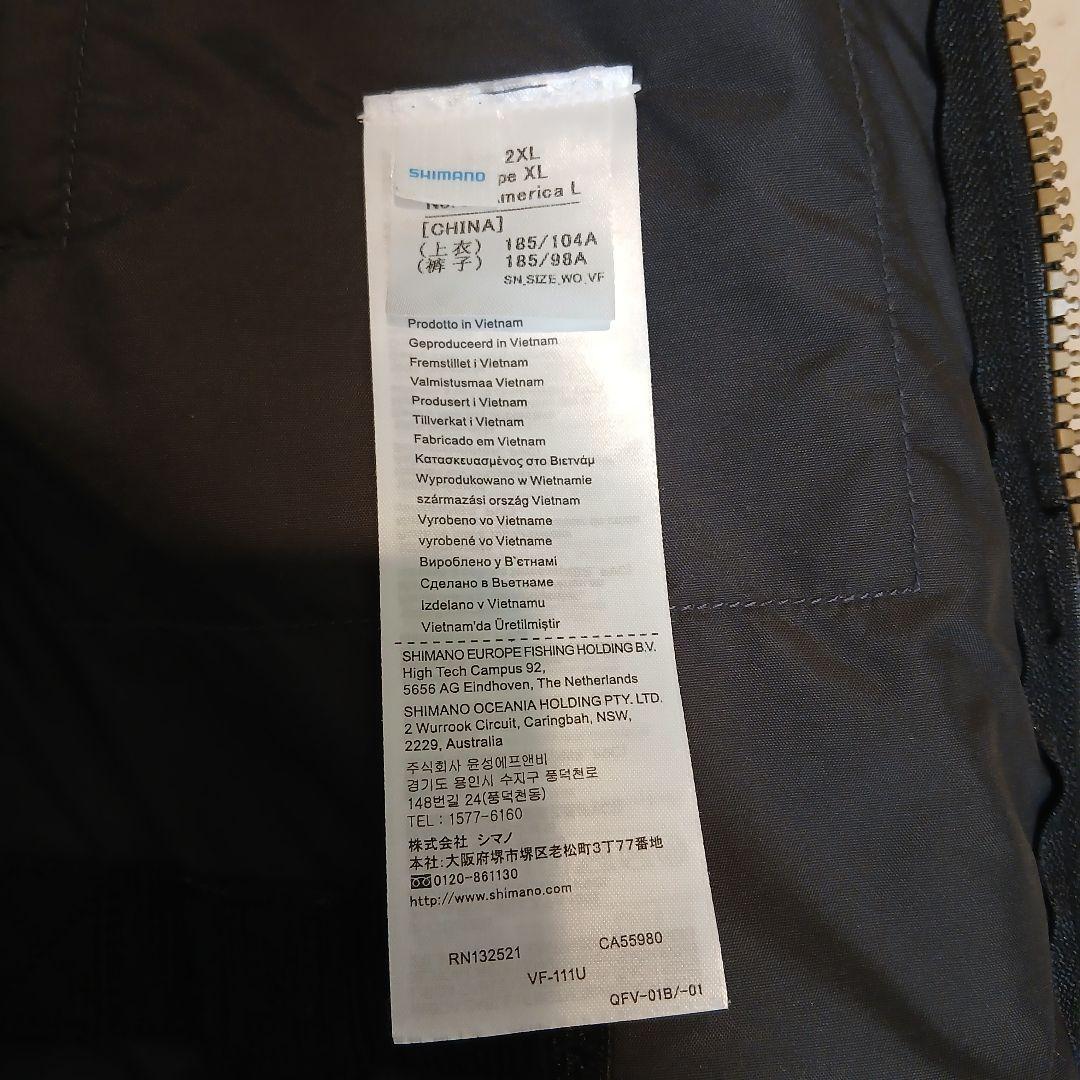 2XL
SHIMANO
pe XL
merica L
[CHINA]
(上衣) 185/104A
(裤子) 185/98A
SN_SIZE_WO_VF
Prodotto in Vietnam
Geproduceerd in Vietnam
Fremstillet i Vietnam
Valmistusmaa Vietnam
Produsert i Vietnam
Tillverkat i Vietnam
Fabricado em Vietnam
Κατασκευασμένος στο Βιετνάμ
Wyprodukowano w Wietnamie
származási ország Vietnam
Vyrobeno vo Vietname
vyrobené vo Vietname
Вироблено у В`єтнамі
Сделано в Вьетнаме
Izdelano v Vietnamu
Vietnam'da Üretilmiştir
SHIMANO EUROPE FISHING HOLDING B.V.
High Tech Campus 92,
5656 AG Eindhoven, The Netherlands
SHIMANO OCEANIA HOLDING PTY. LTD.
2 Wurrook Circuit, Caringbah, NSW,
2229, Australia
주식회사 윤성에프앤비
경기도 용인시 수지구 풍덕천로
148번길 24(풍덕천동)
TEL : 1577-6160
株式会社 シマノ
本社:大阪府堺市堺区老松町3丁77番地
0120-861130
http://www.shimano.com
RN132521 CA55980
VF-111U
QFV-01B/-01